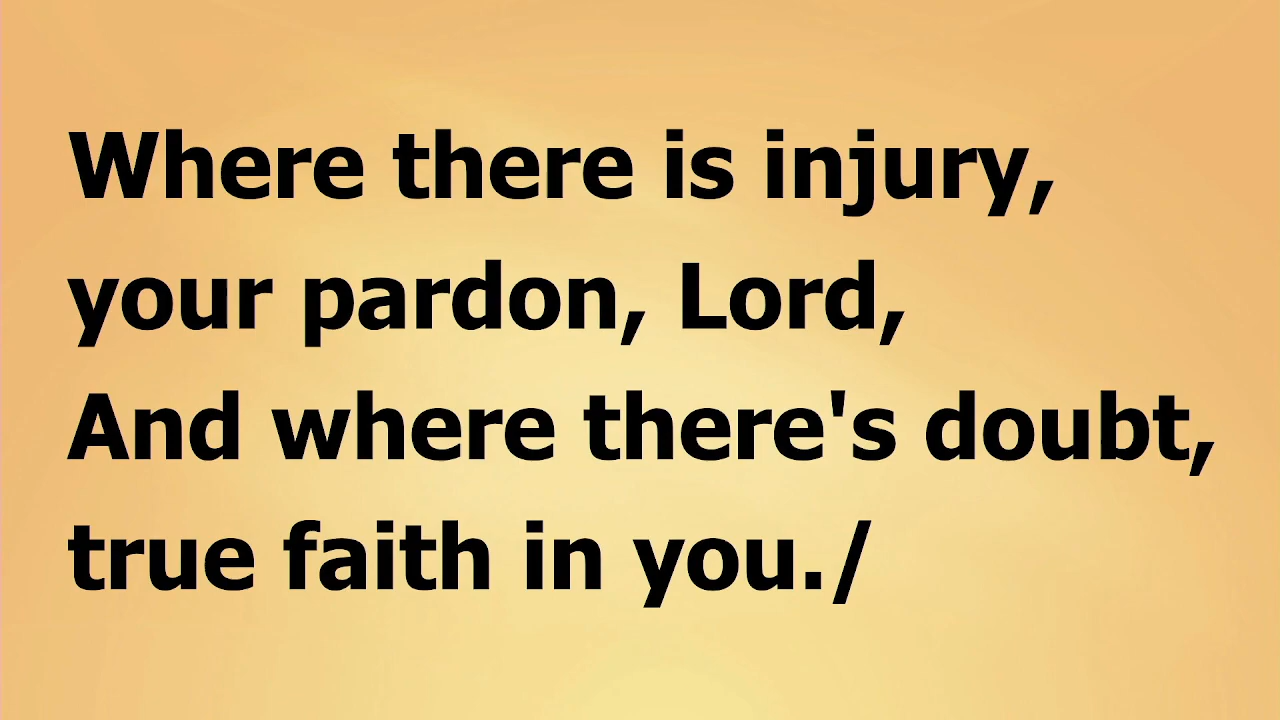 Where there is injury,
your pardon, Lord,
And where there's doubt,
true faith in you./